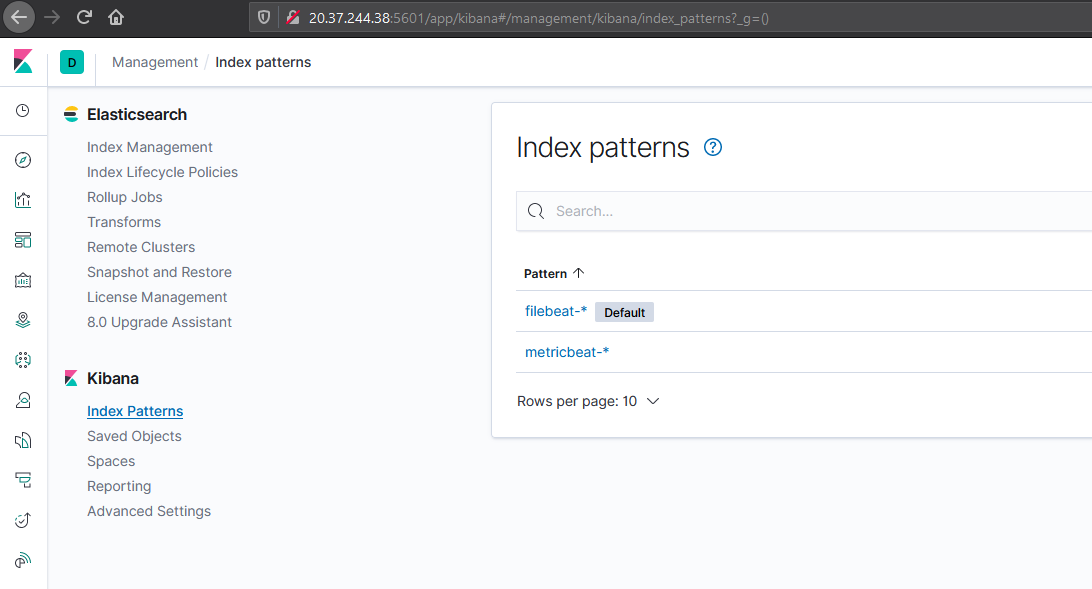 20.37.244.38:5601/app/kibana#/management/kibana/index_patterns?_g=()
D Management / Index patterns
Elasticsearch
Index Management
Index Lifecycle Policies
Rollup Jobs
Transforms
Remote Clusters
Snapshot and Restore
License Management
8.0 Upgrade Assistant
Kibana
Index Patterns
Saved Objects
Spaces
Reporting
Advanced Settings
Index patterns ?
Search...
Pattern ↑
filebeat-* Default
metricbeat-*
Rows per page: 10